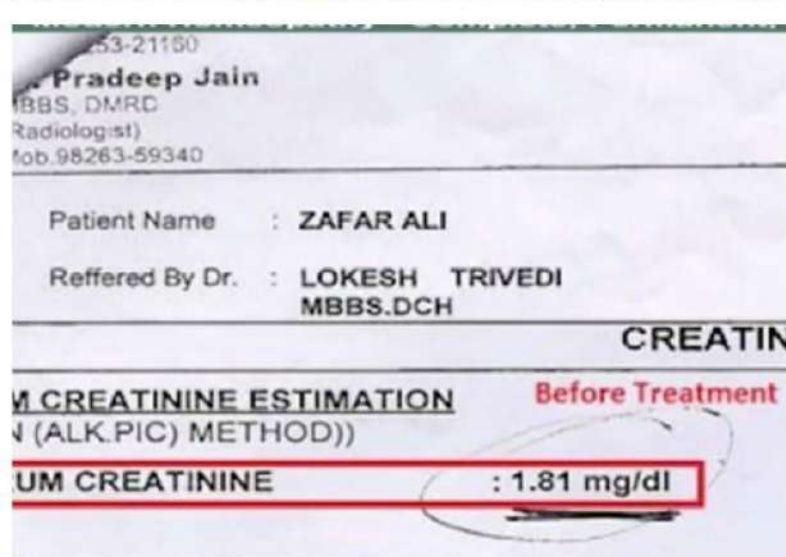 53-21160
Pradeep Jain
MBBS, DMRD
Radiologist)
Mob.98263-59340
Patient Name : ZAFAR ALI
Reffered By Dr. : LOKESH TRIVEDI
MBBS.DCH
CREATIN
M CREATININE ESTIMATION
Before Treatment
N (ALK.PIC) METHOD))
UM CREATININE : 1.81 mg/dl